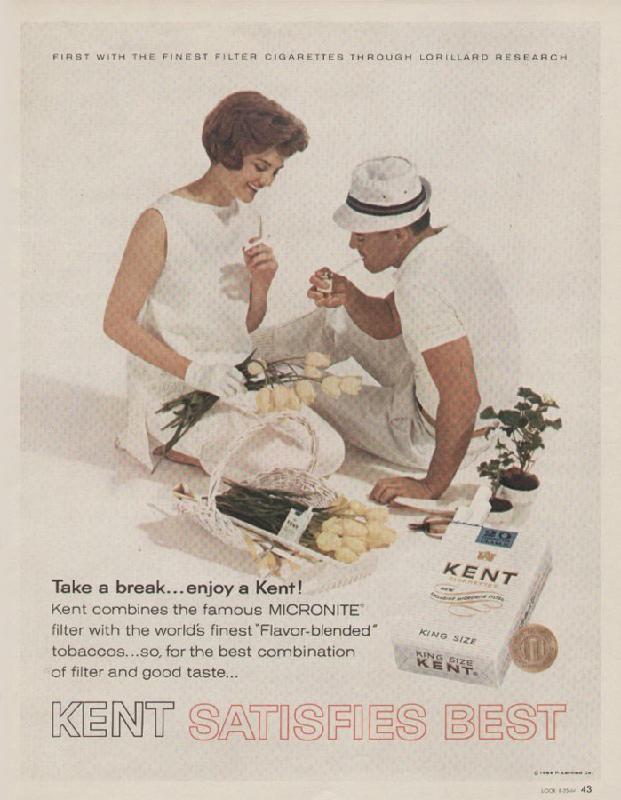 FIRST WITH THE FINEST FILTER CIGARETTES THROUGH LORILLARD RESEARCH
20
KENT
CIGARETTES
KING SIZE
KING SIZE
KENT®
Take a break...enjoy a Kent!
Kent combines the famous MICRONITE®
filter with the world's finest "Flavor-blended"
tobaccos...so, for the best combination
of filter and good taste...
KENT SATISFIES BEST
43